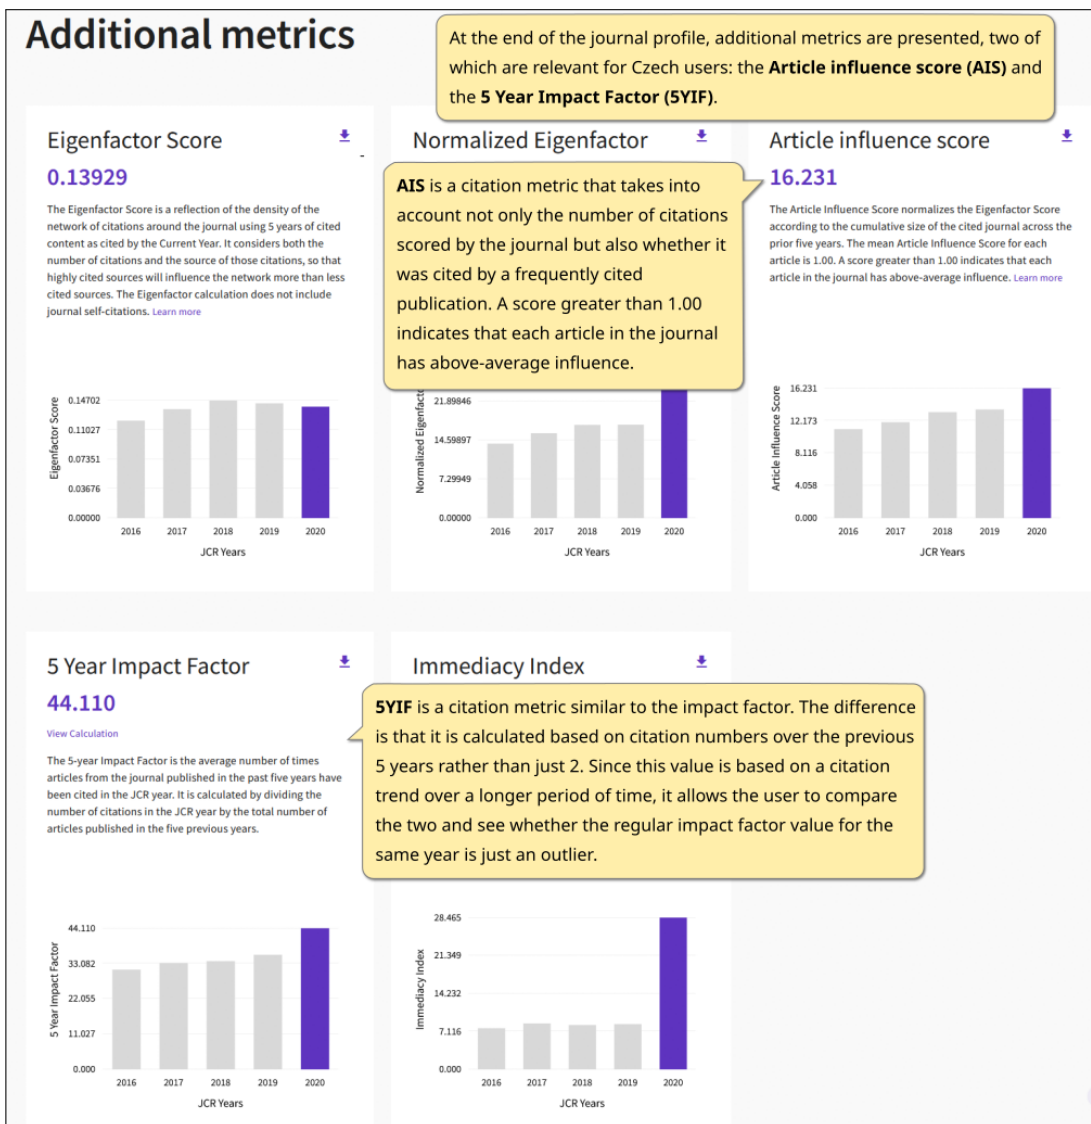 Additional metrics
At the end of the journal profile, additional metrics are presented, two of
which are relevant for Czech users: the Article influence score (AIS) and
the 5 Year Impact Factor (5YIF).
Eigenfactor Score
0.13929
The Eigenfactor Score is a reflection of the density of the
network of citations around the journal using 5 years of cited
content as cited by the Current Year. It considers both the
number of citations and the source of those citations, so that
highly cited sources will influence the network more than less
cited sources. The Eigenfactor calculation does not include
journal self-citations. Learn more
Eigenfactor Score
0.14702
0.11027
0.07351
0.03676
0.00000
2016 2017 2018 2019 2020
JCR Years
Normalized Eigenfactor
AIS is a citation metric that takes into
account not only the number of citations
scored by the journal but also whether it
was cited by a frequently cited
publication. A score greater than 1.00
indicates that each article in the journal
has above-average influence.
Normalized Eigenfacto
21.89846
14.59897
7.29949
0.00000
2016 2017 2018 2019 2020
JCR Years
Article influence score
16.231
The Article Influence Score normalizes the Eigenfactor Score
according to the cumulative size of the cited journal across the
prior five years. The mean Article Influence Score for each
article is 1.00. A score greater than 1.00 indicates that each
article in the journal has above-average influence. Learn more
Article Influence Score
16.231
12.173
8.116
4.058
0.000
2016 2017 2018 2019 2020
JCR Years
5 Year Impact Factor
44.110
View Calculation
The 5-year Impact Factor is the average number of times
articles from the journal published in the past five years have
been cited in the JCR year. It is calculated by dividing the
number of citations in the JCR year by the total number of
articles published in the five previous years.
5 Year Impact Factor
44.110
33.082
22.055
11.027
0.000
2016 2017 2018 2019 2020
JCR Years
Immediacy Index
5YIF is a citation metric similar to the impact factor. The difference
is that it is calculated based on citation numbers over the previous
5 years rather than just 2. Since this value is based on a citation
trend over a longer period of time, it allows the user to compare
the two and see whether the regular impact factor value for the
same year is just an outlier.
Immediacy Index
28.465
21.349
14.232
7.116
0.000
2016 2017 2018 2019 2020
JCR Years